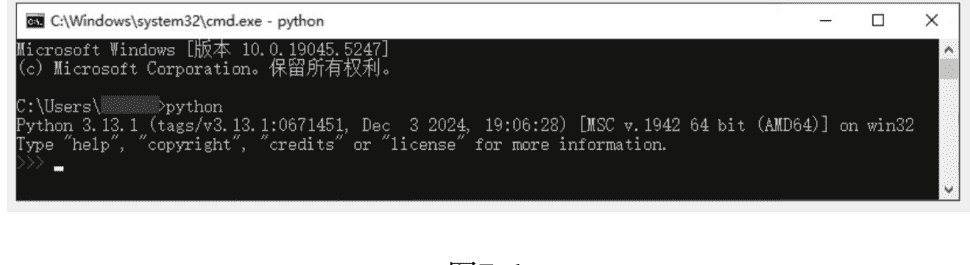 C:\Windows\system32\cmd.exe - python
Microsoft Windows [版本 10.0.19045.5247]
(c) Microsoft Corporation。保留所有权利。
C:\Users\ >python
Python 3.13.1 (tags/v3.13.1:0671451, Dec  3 2024, 19:06:28) [MSC v.1942 64 bit (AMD64)] on win32
Type "help", "copyright", "credits" or "license" for more information.
>>>